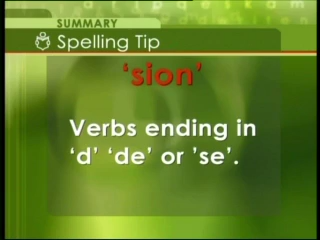 SUMMARY
Spelling Tip
‘sion’
Verbs ending in
‘d’ ‘de’ or ’se’.